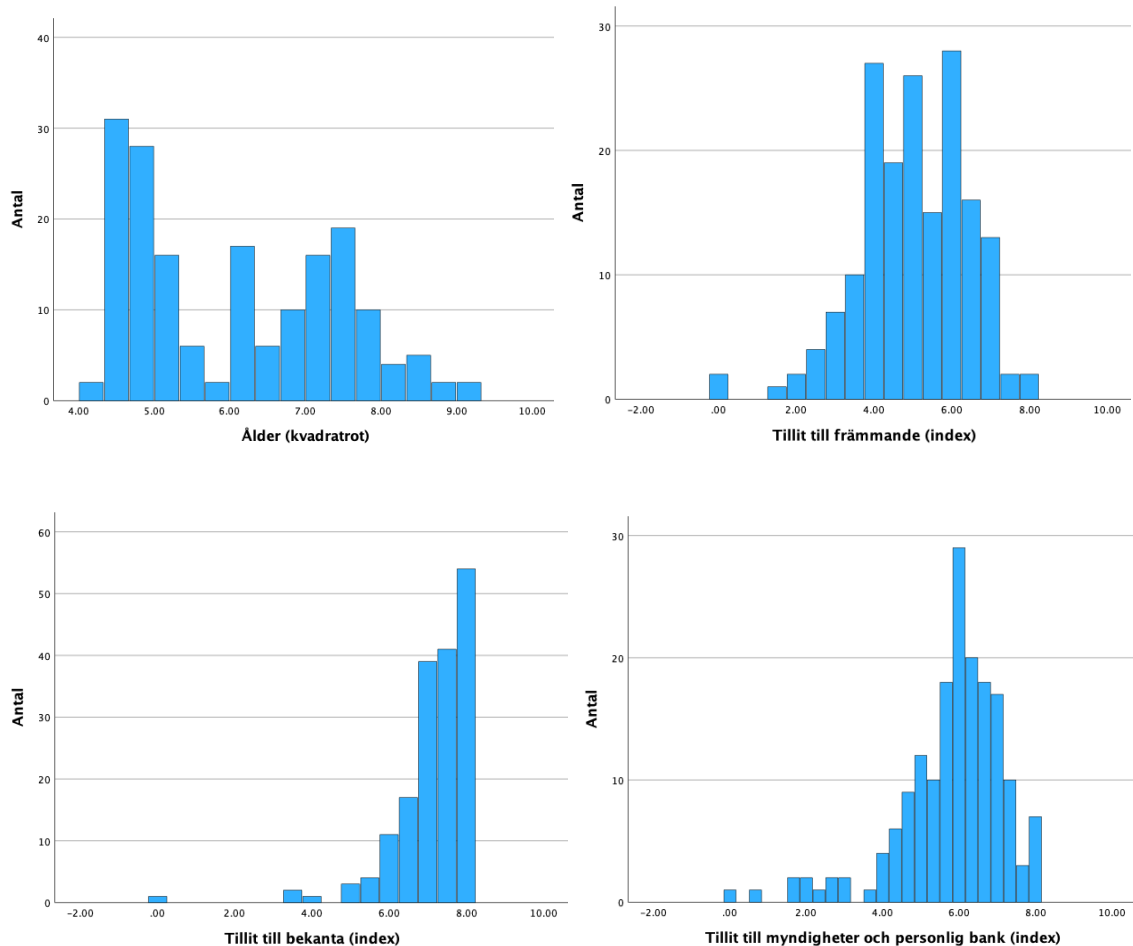 40
30
20
10
0
Antal
4.00 5.00 6.00 7.00 8.00 9.00 10.00
Ålder (kvadratrot)
30
20
10
0
Antal
-2.00 .00 2.00 4.00 6.00 8.00 10.00
Tillit till främmande (index)
60
50
40
30
20
10
0
Antal
-2.00 .00 2.00 4.00 6.00 8.00 10.00
Tillit till bekanta (index)
30
20
10
0
Antal
-2.00 .00 2.00 4.00 6.00 8.00 10.00
Tillit till myndigheter och personlig bank (index)